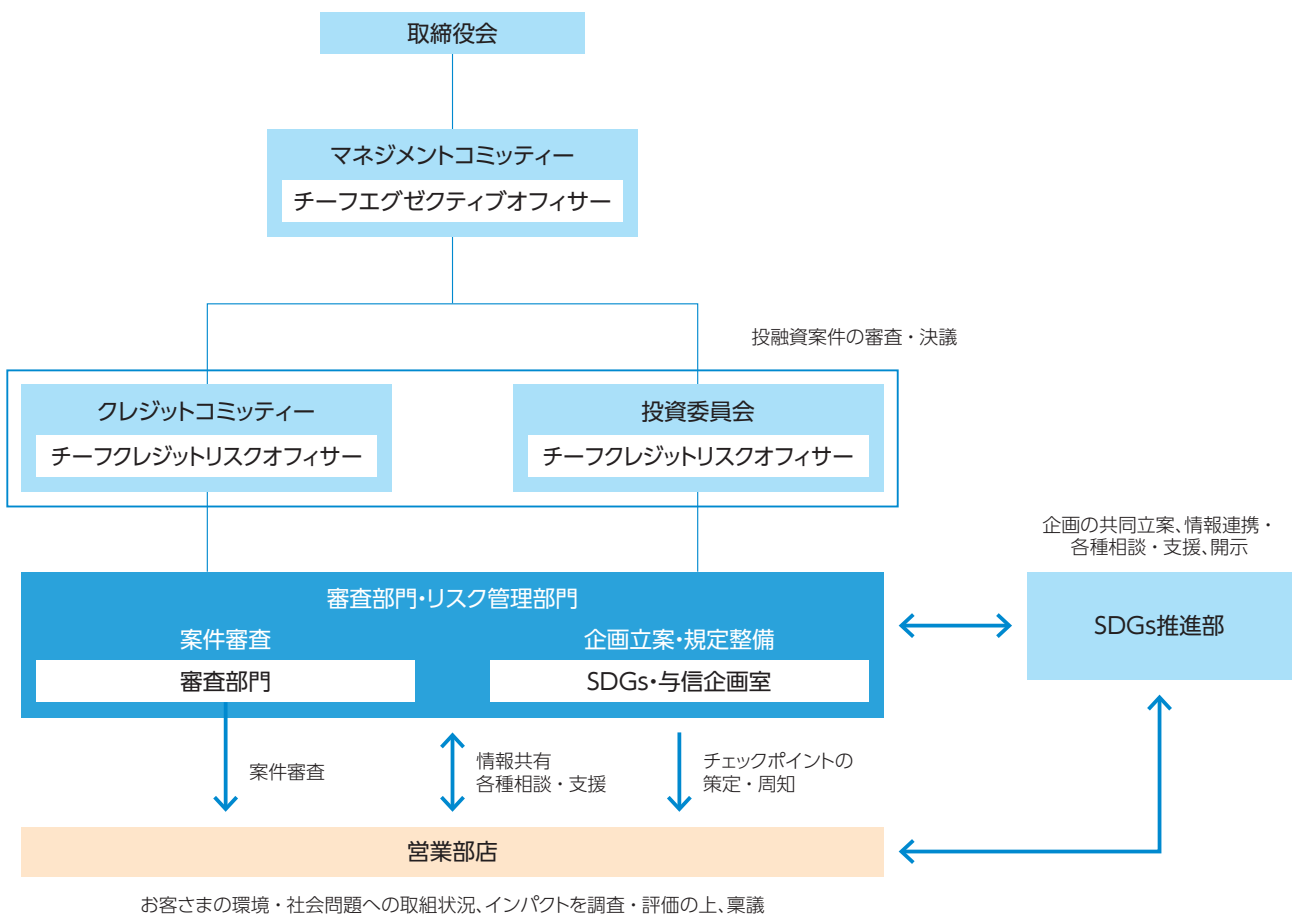 取締役会
マネジメントコミッティー
チーフエグゼクティブオフィサー
投融資案件の審査・決議
クレジットコミッティー
チーフクレジットリスクオフィサー
投資委員会
チーフクレジットリスクオフィサー
企画の共同立案、情報連携・
各種相談・支援、開示
審査部門・リスク管理部門
案件審査
審査部門
企画立案・規定整備
SDGs・与信企画室
SDGs推進部
案件審査
情報共有
各種相談・支援
チェックポイントの
策定・周知
営業部店
お客さまの環境・社会問題への取組状況、インパクトを調査・評価の上、稟議